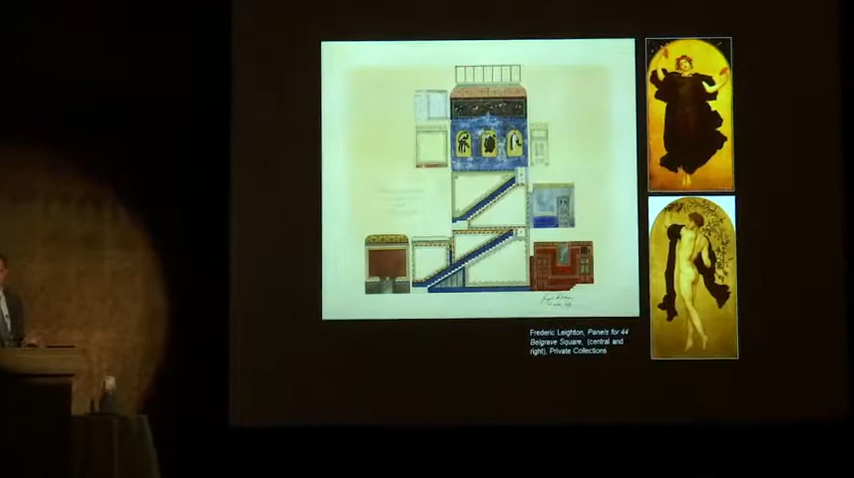 Frederic Leighton, Panels for 44
Belgrave Square, (central and
right), Private Collections